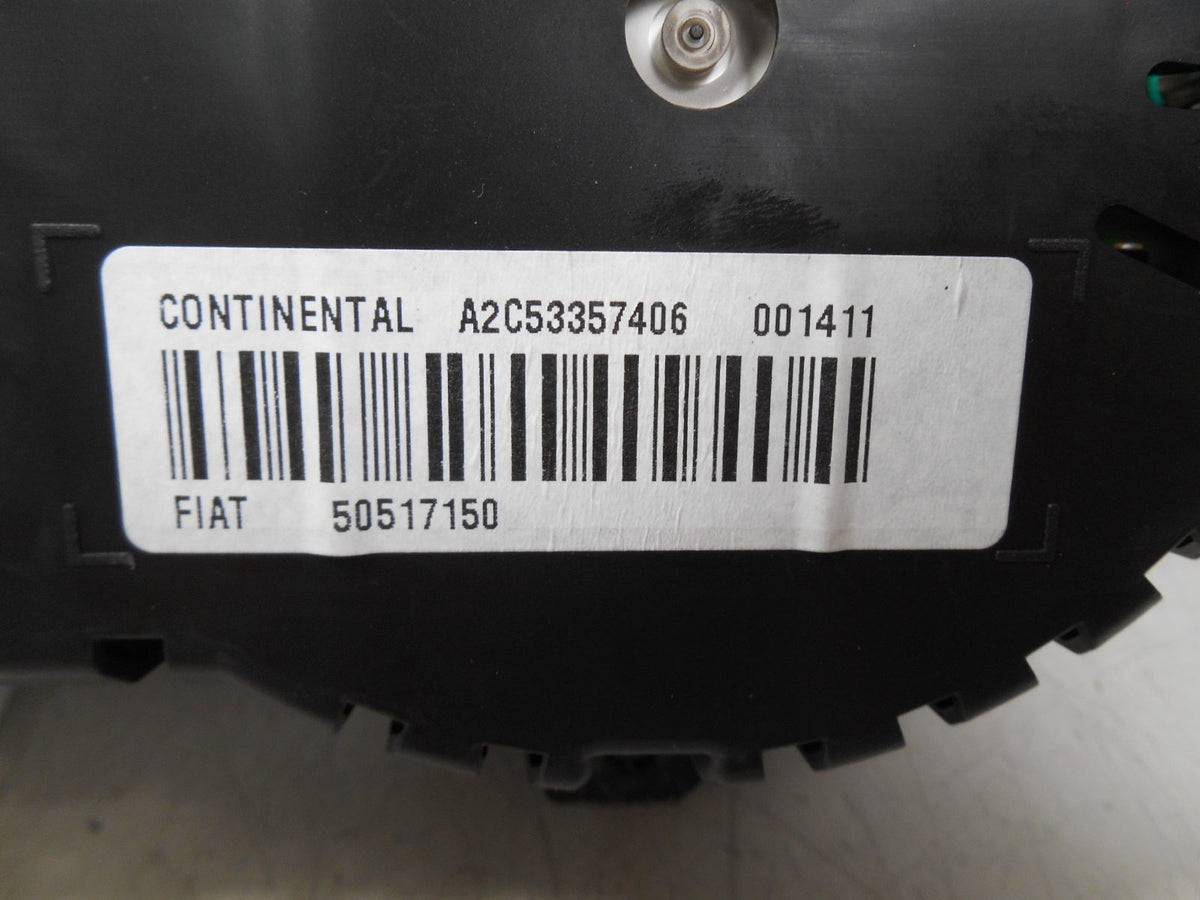 CONTINENTAL A2C53357406 001411
FIAT 50517150